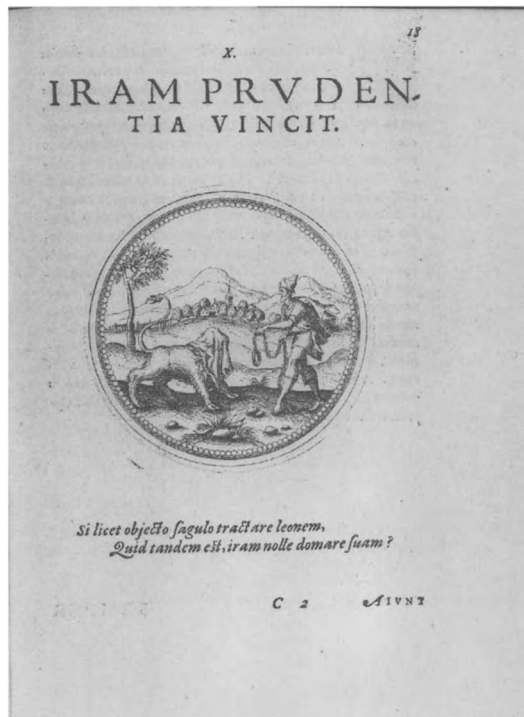 18
X.
IRAM PRVDEN-
TIA VINCIT.
Si licet objecto sagulo tractare leonem,
Quid tandem est, iram nolle domare suam?
C 2 AIVNT